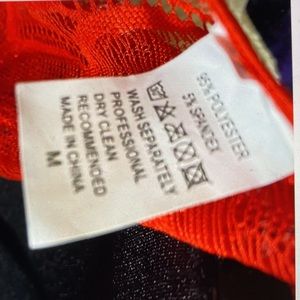 95% POLYESTER
5% SPANDEX
WASH SEPARATELY
PROFESSIONAL
DRY CLEAN
RECOMMENDED
MADE IN CHINA
M